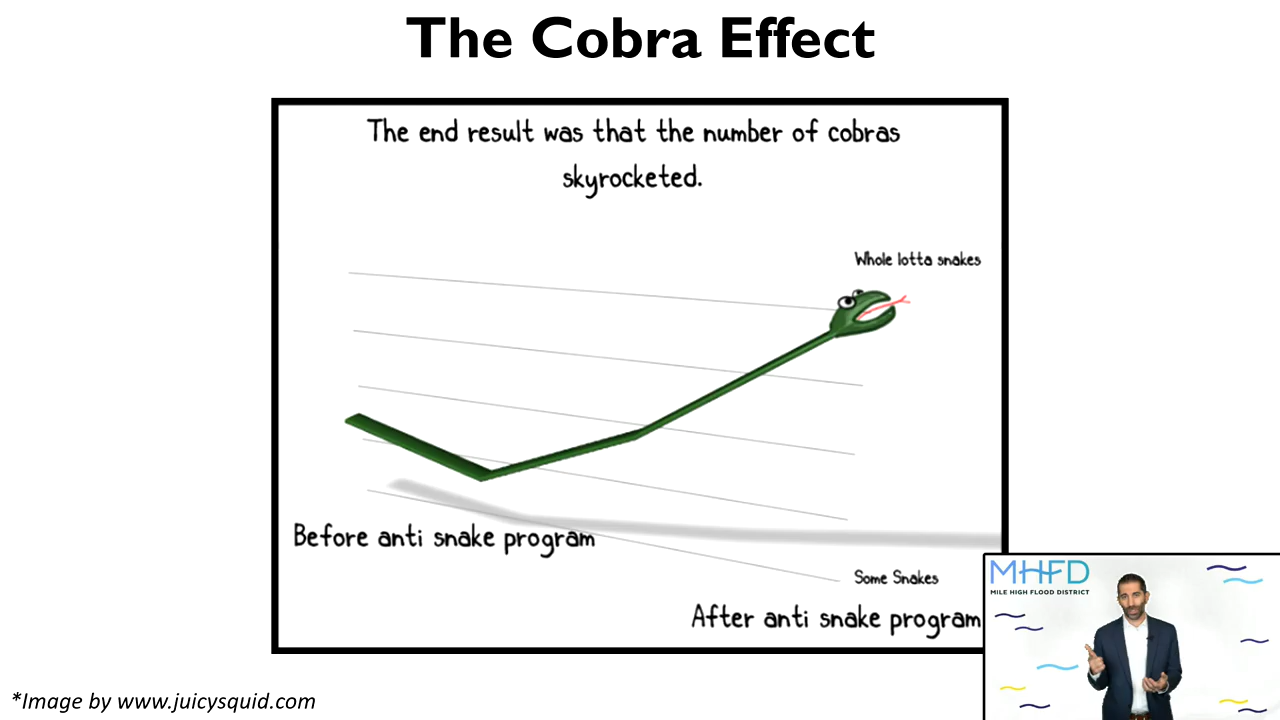 The Cobra Effect
The end result was that the number of cobras
skyrocketed.
Whole lotta snakes
Before anti snake program
Some Snakes
After anti snake program
MHFD
MILE HIGH FLOOD DISTRICT
*Image by www.juicysquid.com